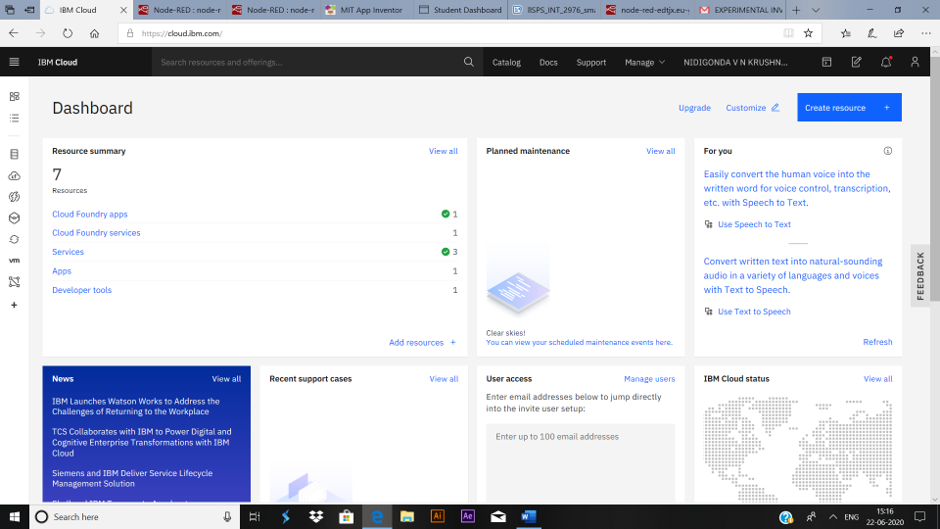 IBM Cloud
Node-RED : node-r
Node-RED : node-r
MIT App Inventor
Student Dashboard
node-red-edtjx.eu-g
EXPERIMENTAL INV
https://cloud.ibm.com/
IBM Cloud
Search resources and offerings...
Catalog
Docs
Support
Manage
NIDIGONDA V N KRUSHN...
Dashboard
Upgrade
Customize
Create resource +
Resource summary
View all
7
Resources
Cloud Foundry apps 1
Cloud Foundry services 1
Services 3
Apps 1
Developer tools 1
Add resources +
Planned maintenance
View all
Clear skies!
You can view your scheduled maintenance events here.
For you
Easily convert the human voice into the
written word for voice control, transcription,
etc. with Speech to Text.
Use Speech to Text
Convert written text into natural-sounding
audio in a variety of languages and voices
with Text to Speech.
Use Text to Speech
Refresh
FEEDBACK
vm
News
View all
IBM Launches Watson Works to Address the
Challenges of Returning to the Workplace
TCS Collaborates with IBM to Power Digital and
Cognitive Enterprise Transformations with IBM
Cloud
Siemens and IBM Deliver Service Lifecycle
Management Solution
Recent support cases
View all
User access
Manage users
Enter email addresses below to jump directly
into the invite user setup:
Enter up to 100 email addresses
IBM Cloud status
View all
Search here
Ai
Ae
ENG
15:16
22-06-2020